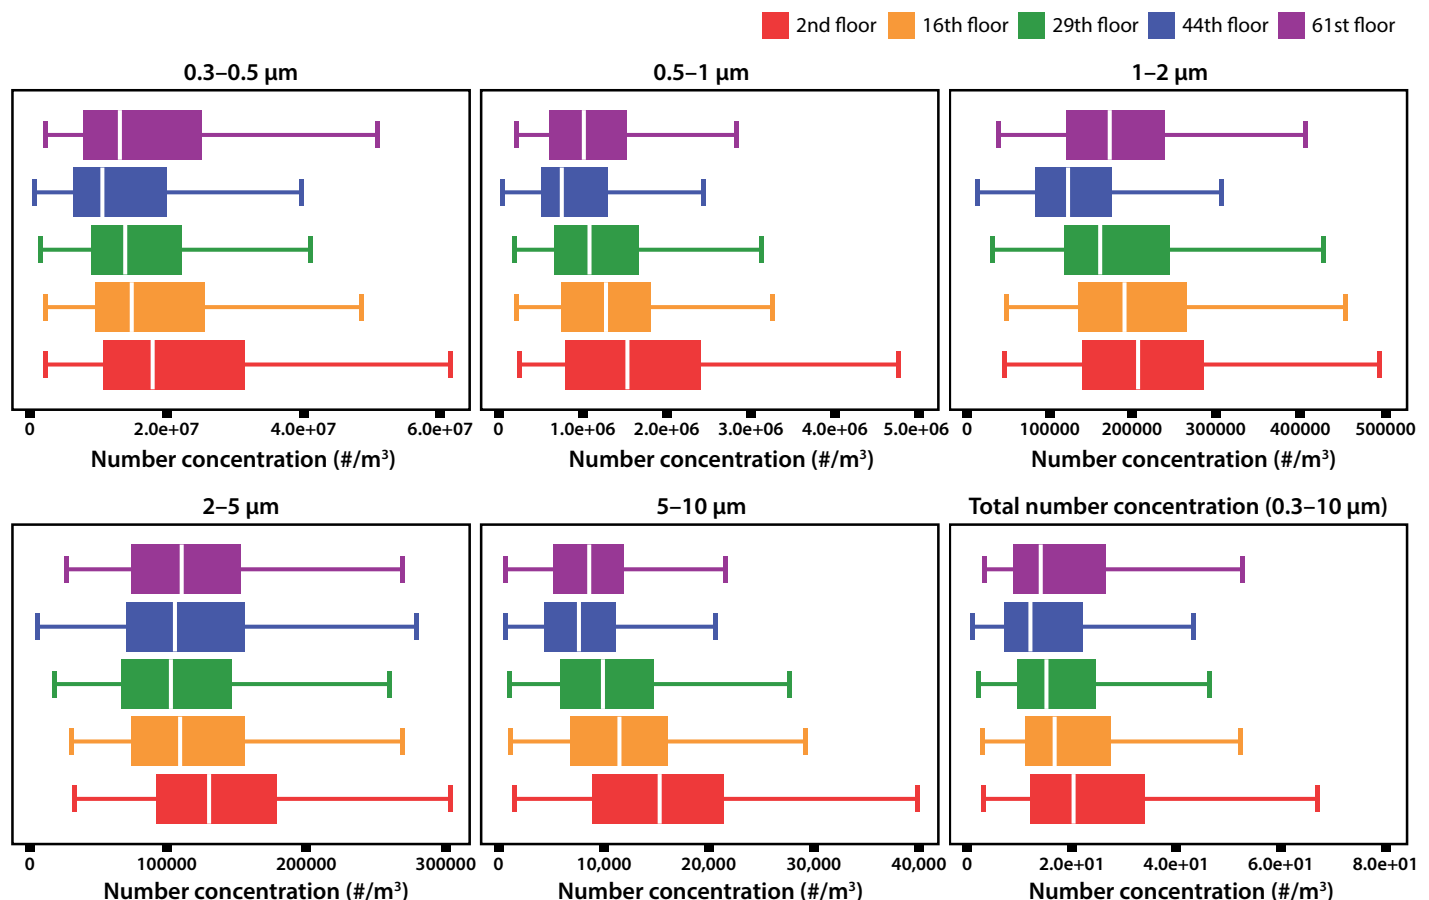 2nd floor 16th floor 29th floor 44th floor 61st floor
0.3–0.5 µm 0.5–1 µm 1–2 µm
0 2.0e+07 4.0e+07 6.0e+07 0 1.0e+06 2.0e+06 3.0e+06 4.0e+06 5.0e+06 0 100000 200000 300000 400000 500000
Number concentration (#/m³) Number concentration (#/m³) Number concentration (#/m³)
2–5 µm 5–10 µm Total number concentration (0.3–10 µm)
0 100000 200000 300000 0 10,000 20,000 30,000 40,000 0 2.0e+01 4.0e+01 6.0e+01 8.0e+01
Number concentration (#/m³) Number concentration (#/m³) Number concentration (#/m³)